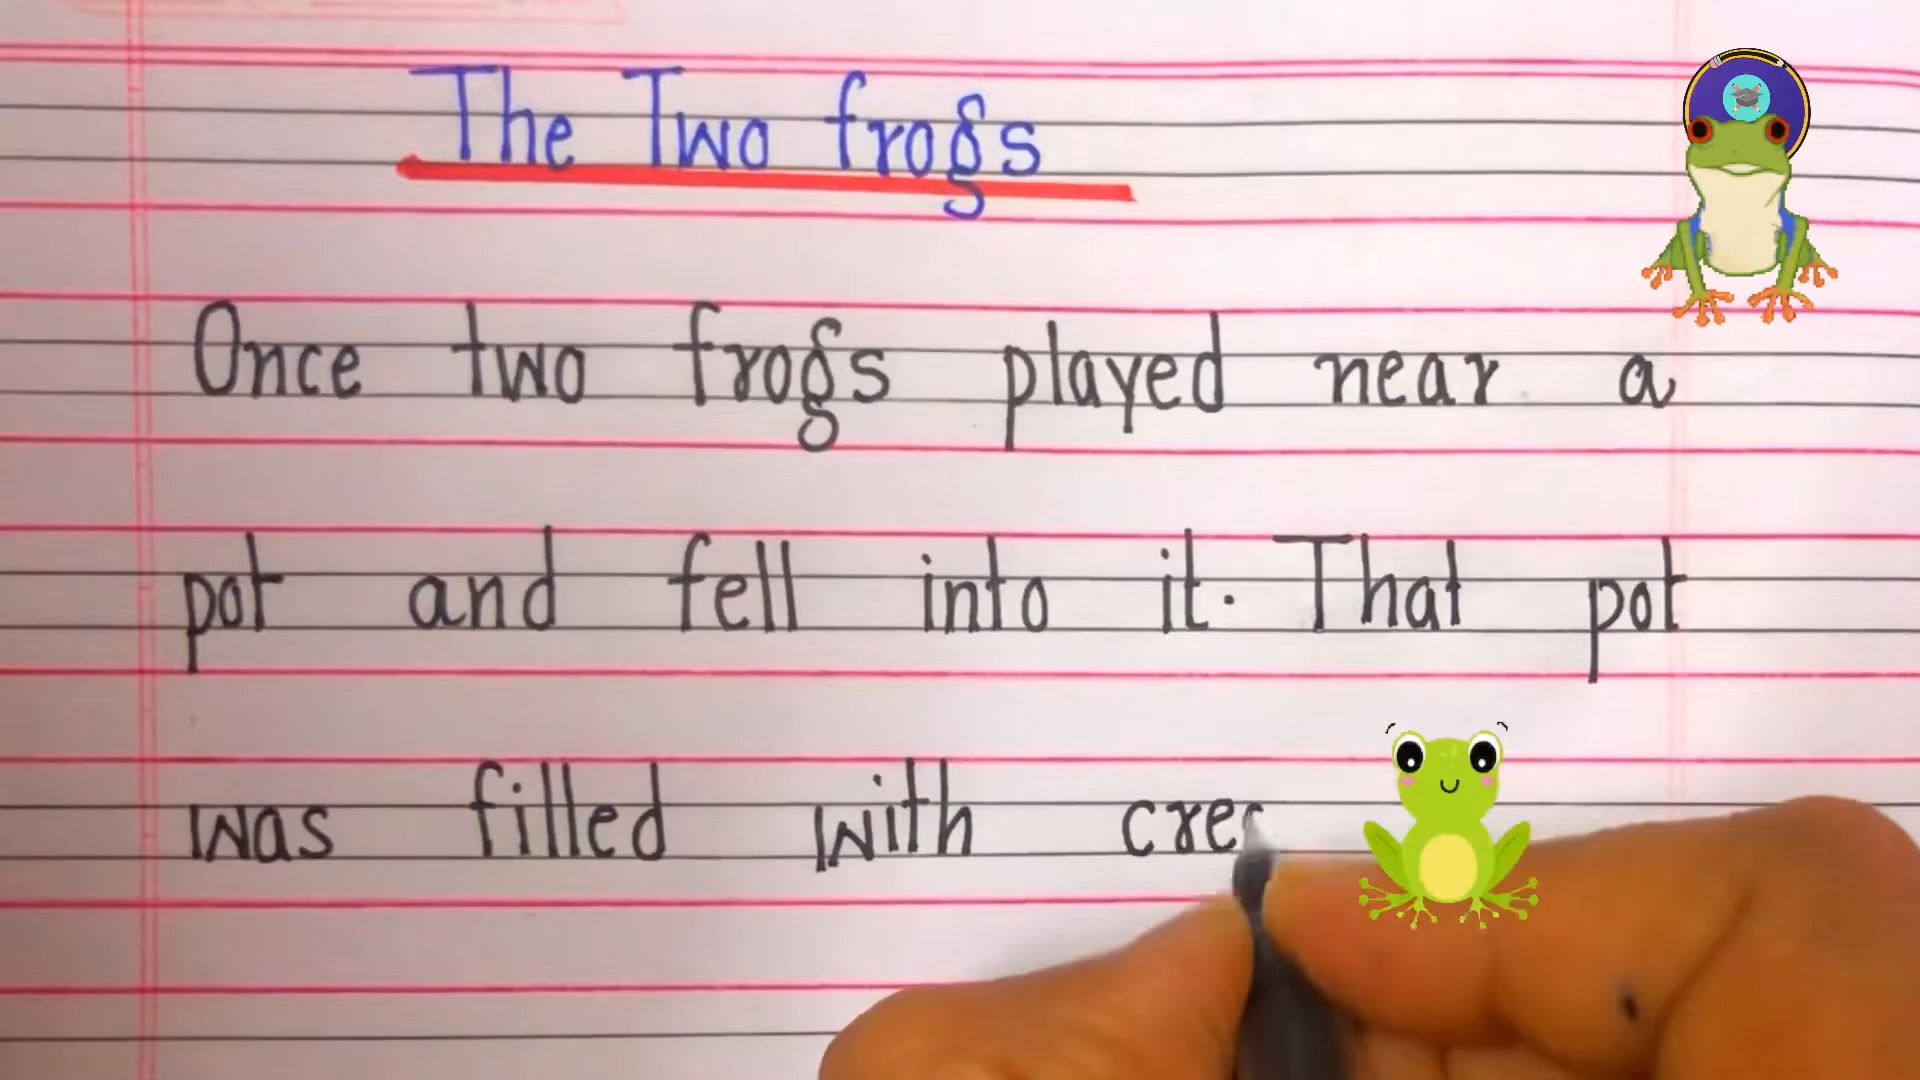 The Two frogs
Once two frogs played near a
pot and fell into it. That pot
was filled with